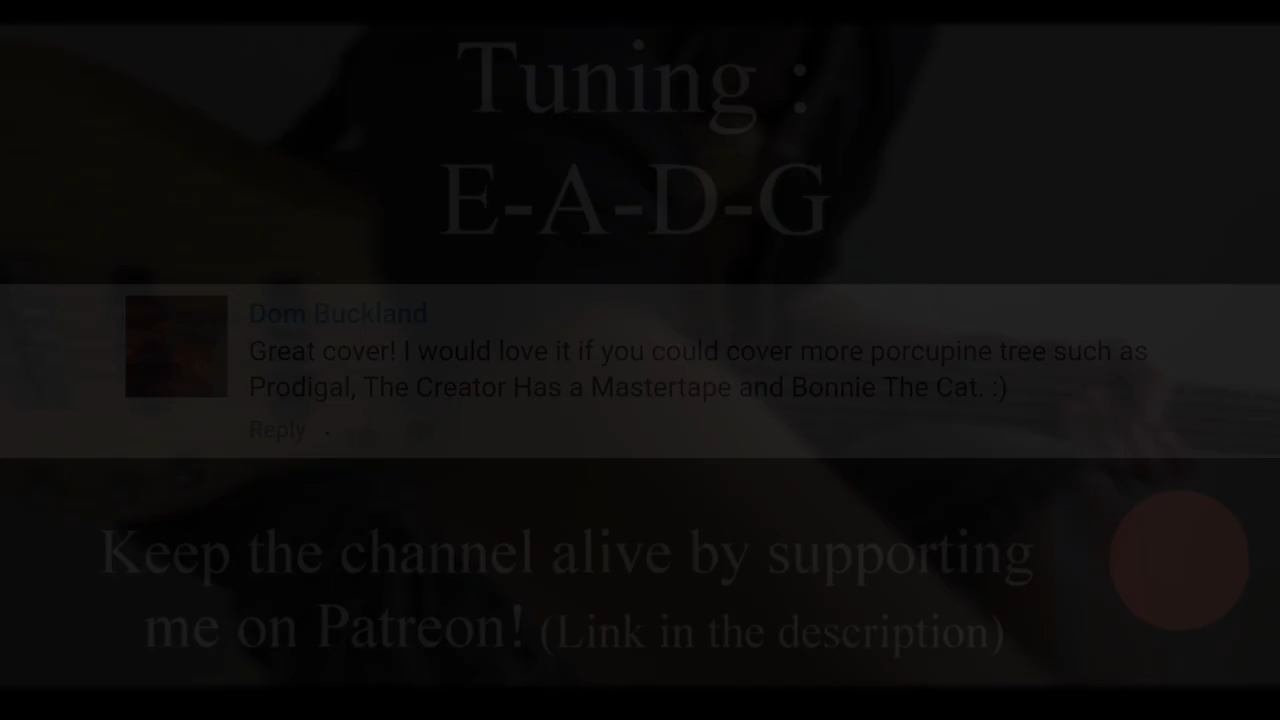 Tuning :
E-A-D-G
Dom Buckland
Great cover! I would love it if you could cover more porcupine tree such as
Prodigal, The Creator Has a Mastertape and Bonnie The Cat. :)
Reply
Keep the channel alive by supporting
me on Patreon! (Link in the description)